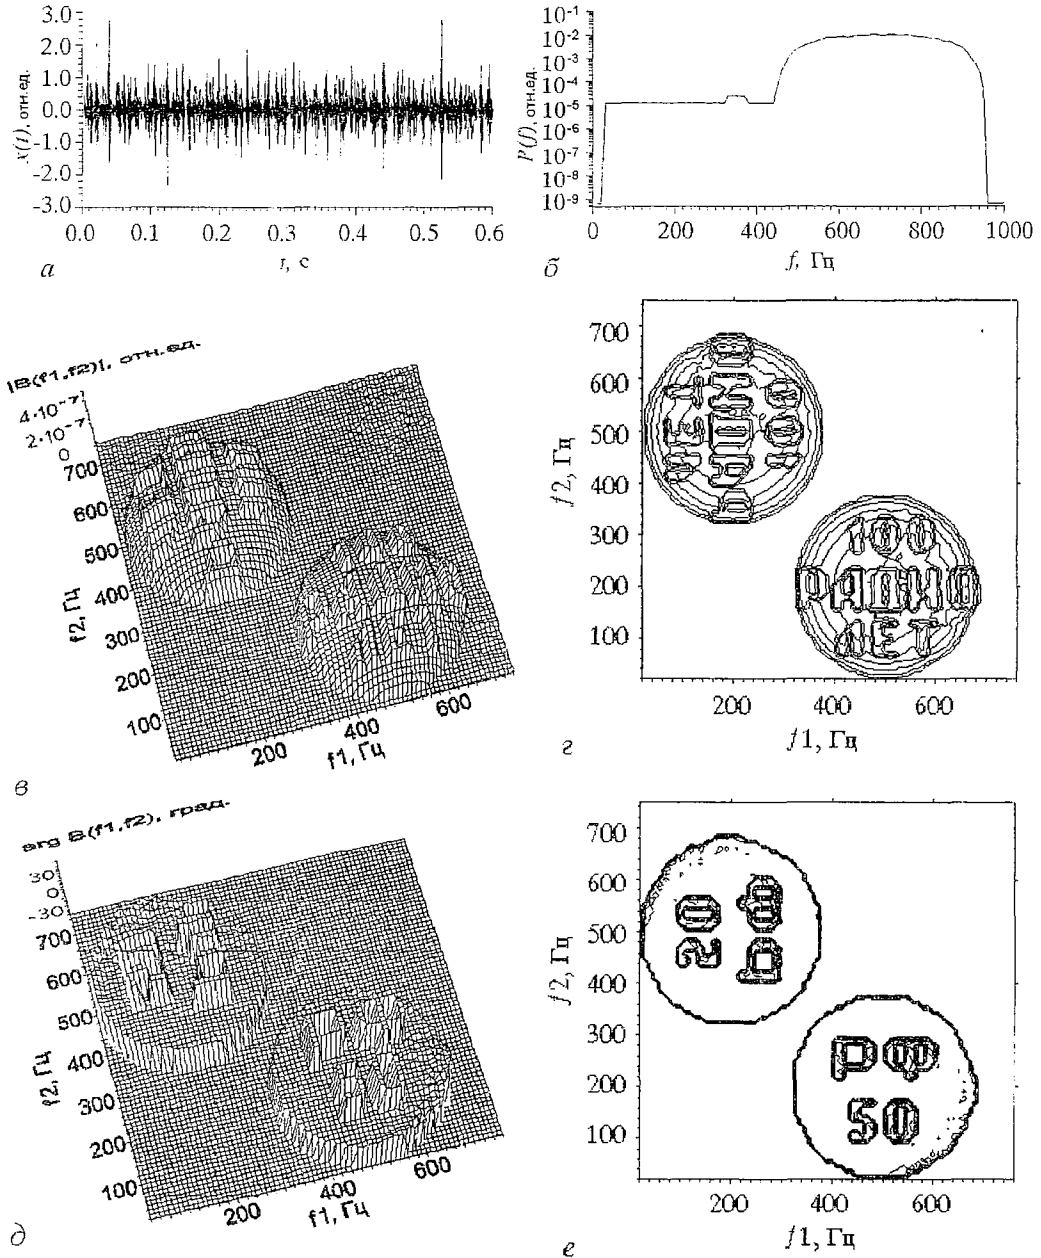 3.0
2.0
1.0
0.0
-1.0
-2.0
-3.0
x(t), отн.ед.
0.0 0.1 0.2 0.3 0.4 0.5 0.6
t, с
а
10⁻¹
10⁻²
10⁻³
10⁻⁴
10⁻⁵
10⁻⁶
10⁻⁷
10⁻⁸
10⁻⁹
P(f), отн.ед.
0 200 400 600 800 1000
f, Гц
б
|B(f1,f2)|, отн.ед.
4·10⁻⁷
2·10⁻⁷
0
700
600
500
400
300
200
100
f2, Гц
200 400 600
f1, Гц
в
700
600
500
400
300
200
100
f2, Гц
100
РАДИО
ЛЕТ
200 400 600
f1, Гц
г
arg B(f1,f2), град.
30
0
-30
700
600
500
400
300
200
100
f2, Гц
200 400 600
f1, Гц
д
700
600
500
400
300
200
100
f2, Гц
РФ
50
200 400 600
f1, Гц
е